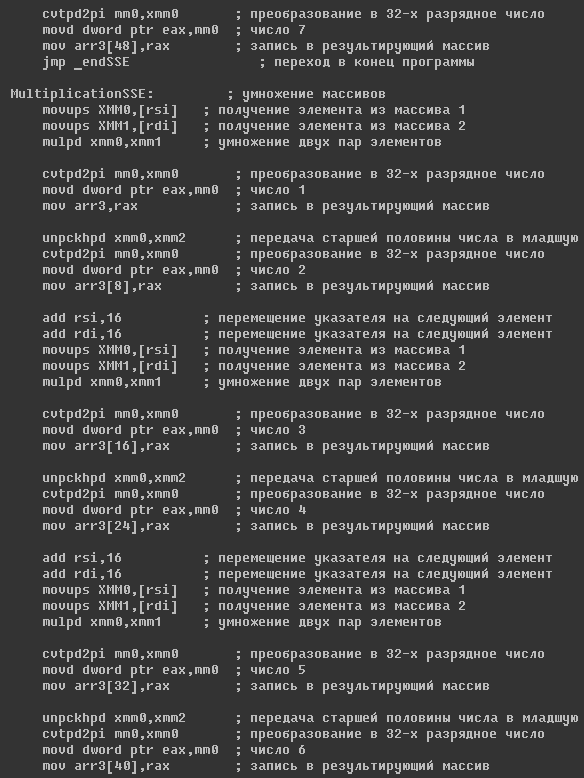 cvtpd2pi mm0,xmm0 ; преобразование в 32-х разрядное число
movd dword ptr eax,mm0 ; число 7
mov arr3[48],rax ; запись в результирующий массив
jmp _endSSE ; переход в конец программы
MultiplicationSSE: ; умножение массивов
movups XMM0,[rsi] ; получение элемента из массива 1
movups XMM1,[rdi] ; получение элемента из массива 2
mulpd xmm0,xmm1 ; умножение двух пар элементов
cvtpd2pi mm0,xmm0 ; преобразование в 32-х разрядное число
movd dword ptr eax,mm0 ; число 1
mov arr3,rax ; запись в результирующий массив
unpckhpd xmm0,xmm2 ; передача старшей половины числа в младшую
cvtpd2pi mm0,xmm0 ; преобразование в 32-х разрядное число
movd dword ptr eax,mm0 ; число 2
mov arr3[8],rax ; запись в результирующий массив
add rsi,16 ; перемещение указателя на следующий элемент
add rdi,16 ; перемещение указателя на следующий элемент
movups XMM0,[rsi] ; получение элемента из массива 1
movups XMM1,[rdi] ; получение элемента из массива 2
mulpd xmm0,xmm1 ; умножение двух пар элементов
cvtpd2pi mm0,xmm0 ; преобразование в 32-х разрядное число
movd dword ptr eax,mm0 ; число 3
mov arr3[16],rax ; запись в результирующий массив
unpckhpd xmm0,xmm2 ; передача старшей половины числа в младшую
cvtpd2pi mm0,xmm0 ; преобразование в 32-х разрядное число
movd dword ptr eax,mm0 ; число 4
mov arr3[24],rax ; запись в результирующий массив
add rsi,16 ; перемещение указателя на следующий элемент
add rdi,16 ; перемещение указателя на следующий элемент
movups XMM0,[rsi] ; получение элемента из массива 1
movups XMM1,[rdi] ; получение элемента из массива 2
mulpd xmm0,xmm1 ; умножение двух пар элементов
cvtpd2pi mm0,xmm0 ; преобразование в 32-х разрядное число
movd dword ptr eax,mm0 ; число 5
mov arr3[32],rax ; запись в результирующий массив
unpckhpd xmm0,xmm2 ; передача старшей половины числа в младшую
cvtpd2pi mm0,xmm0 ; преобразование в 32-х разрядное число
movd dword ptr eax,mm0 ; число 6
mov arr3[40],rax ; запись в результирующий массив